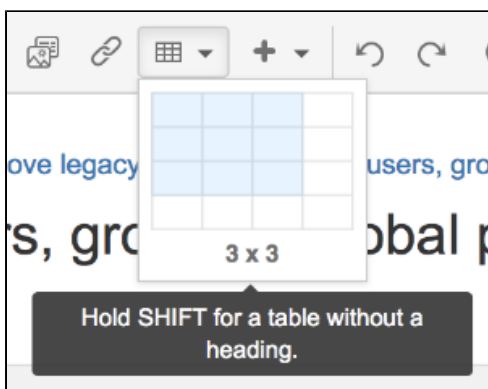 ove legacy users, gro
rs, gro obal p
3 x 3
Hold SHIFT for a table without a
heading.